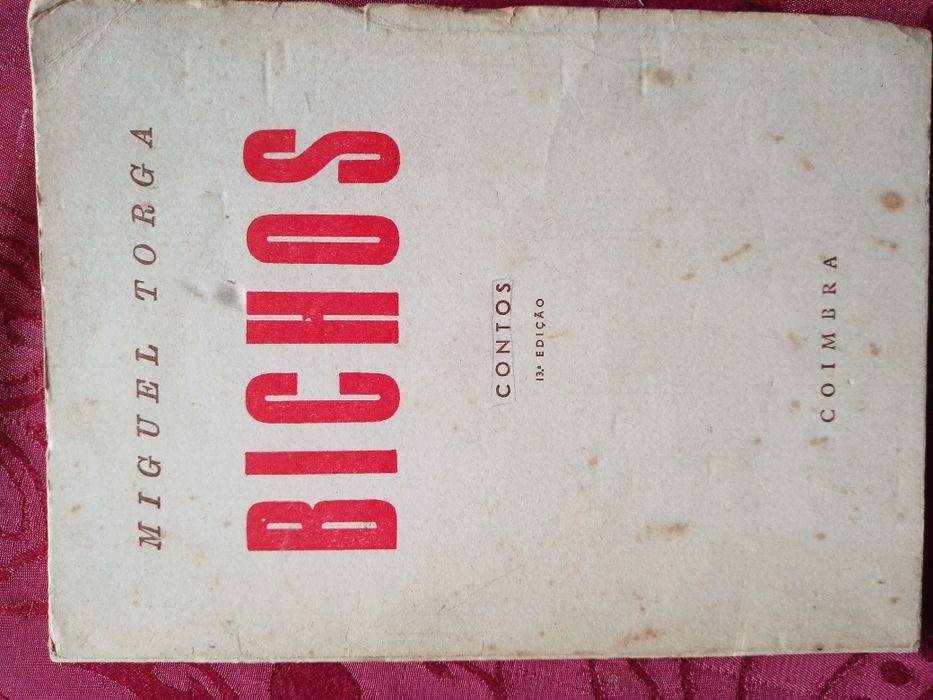 MIGUEL TORGA
BICHOS
CONTOS
13.ª EDIÇÃO
COIMBRA